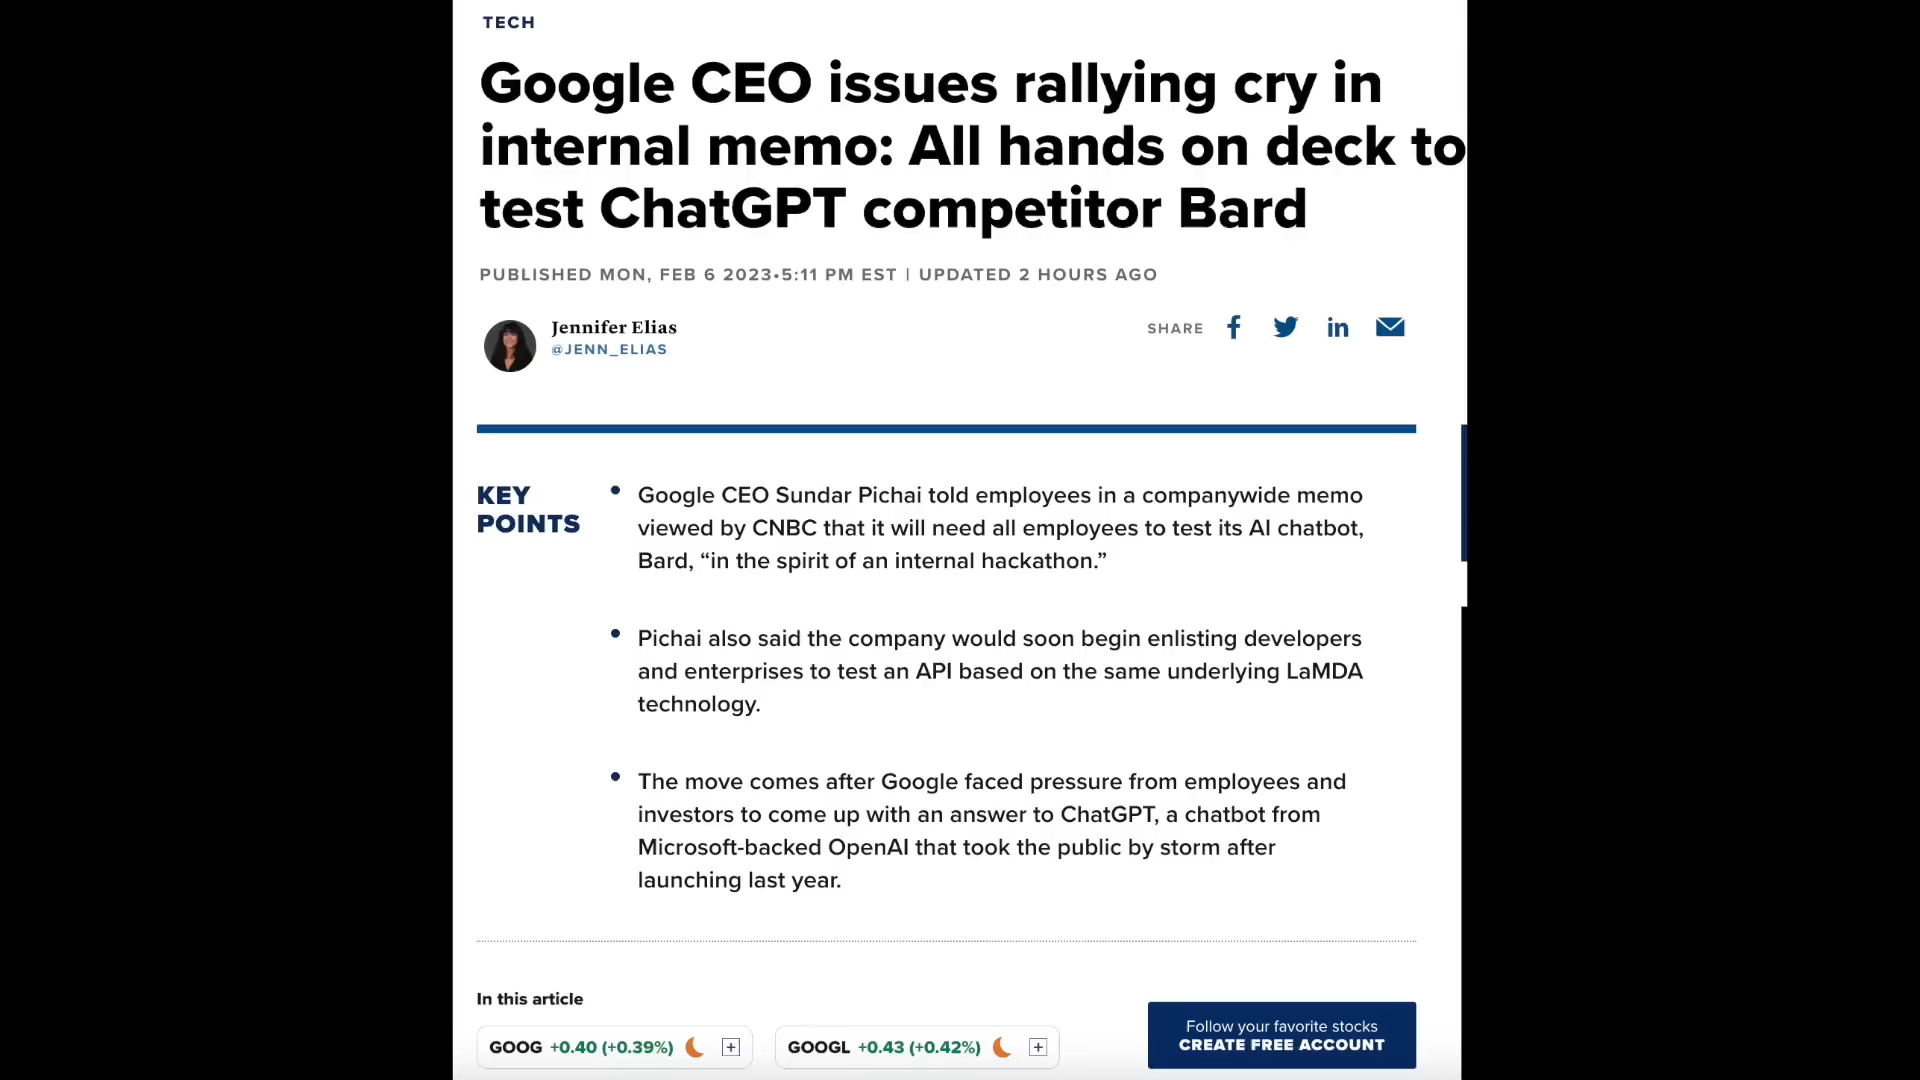 TECH
Google CEO issues rallying cry in
internal memo: All hands on deck to
test ChatGPT competitor Bard
PUBLISHED MON, FEB 6 2023•5:11 PM EST | UPDATED 2 HOURS AGO
Jennifer Elias
@JENN_ELIAS
SHARE
KEY
POINTS
• Google CEO Sundar Pichai told employees in a companywide memo
viewed by CNBC that it will need all employees to test its AI chatbot,
Bard, “in the spirit of an internal hackathon.”
• Pichai also said the company would soon begin enlisting developers
and enterprises to test an API based on the same underlying LaMDA
technology.
• The move comes after Google faced pressure from employees and
investors to come up with an answer to ChatGPT, a chatbot from
Microsoft-backed OpenAI that took the public by storm after
launching last year.
In this article
GOOG +0.40 (+0.39%)
GOOGL +0.43 (+0.42%)
Follow your favorite stocks
CREATE FREE ACCOUNT